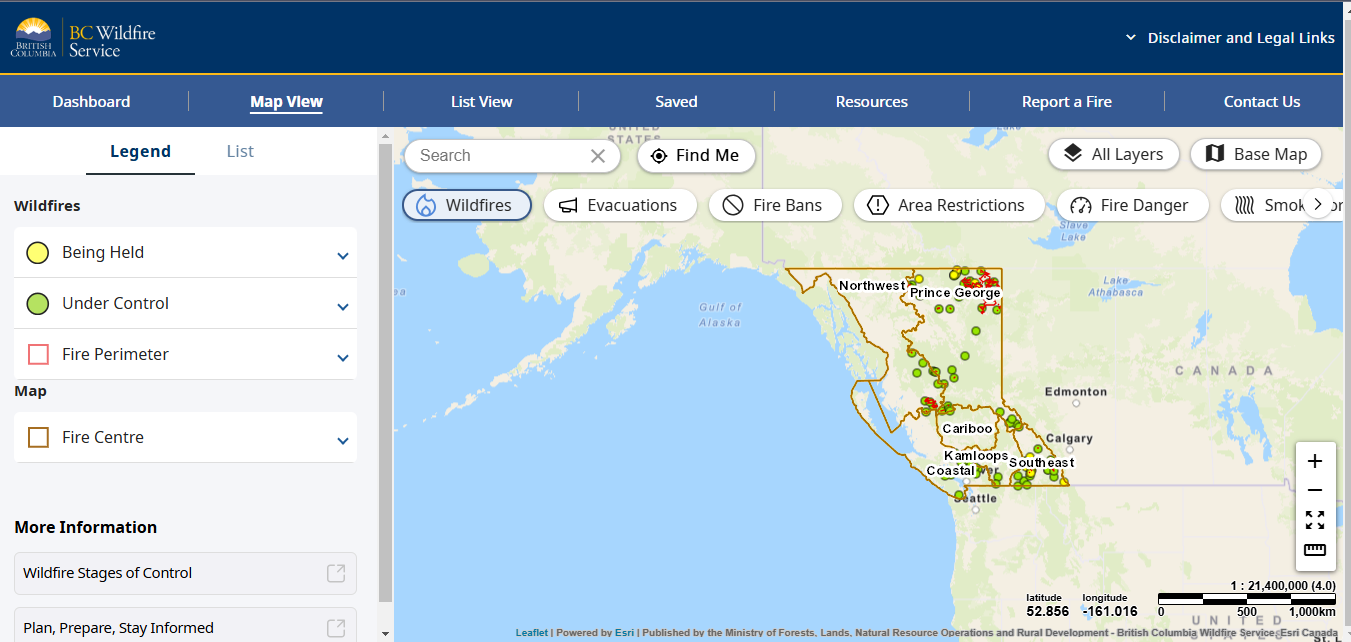 BRITISH
COLUMBIA
BC Wildfire
Service
Disclaimer and Legal Links
Dashboard
Map View
List View
Saved
Resources
Report a Fire
Contact Us
Legend
List
Wildfires
Being Held
Under Control
Fire Perimeter
Map
Fire Centre
More Information
Wildfire Stages of Control
Plan, Prepare, Stay Informed
UNITED
STATES
Search
Find Me
All Layers
Base Map
Wildfires
Evacuations
Fire Bans
Area Restrictions
Fire Danger
Slave
Lake
Lake
Athabasca
Gulf of
Alaska
Northwest
Prince George
CANADA
Edmonton
Cariboo
Calgary
Kamloops
Southeast
Coastal
Seattle
1 : 21,400,000 (4.0)
latitude
52.856
longitude
-161.016
0 500 1,000km
UNITED
Leaflet | Powered by Esri | Published by the Ministry of Forests, Lands, Natural Resource Operations and Rural Development - British Columbia Wildfire Service, Esri Canada